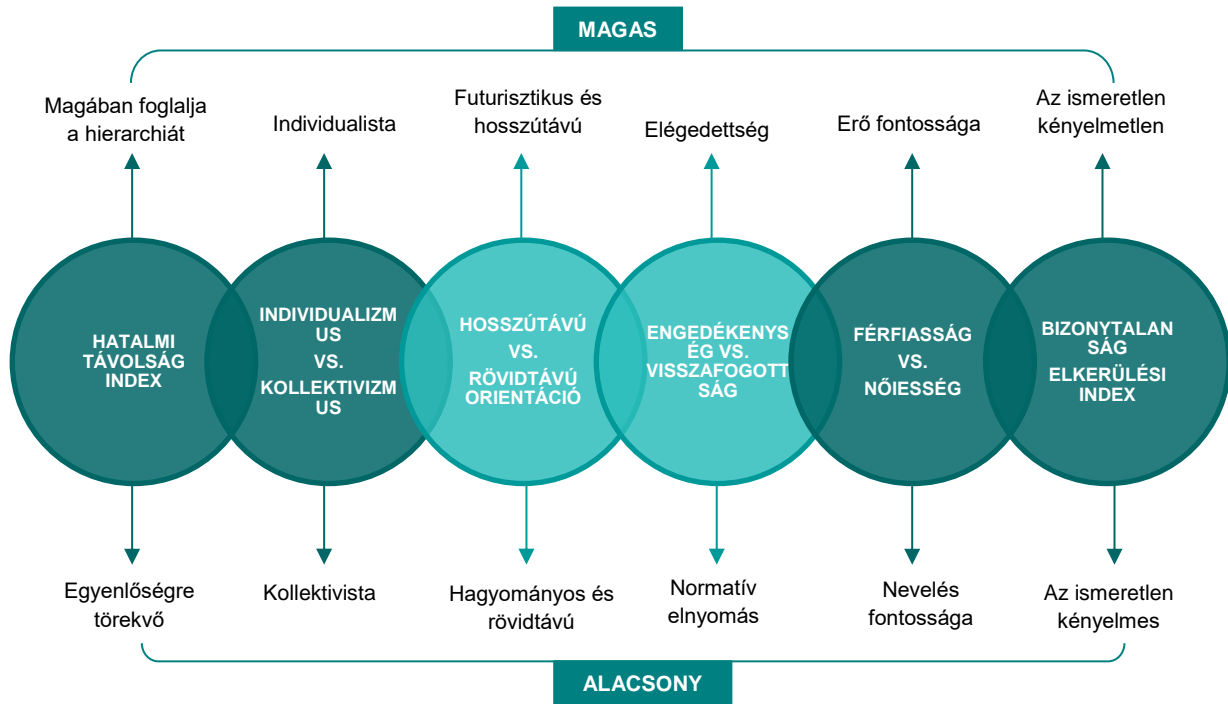 MAGAS
Magában foglalja
a hierarchiát
Individualista
Futurisztikus és
hosszútávú
Elégedettség
Erő fontossága
Az ismeretlen
kényelmetlen
HATALMI
TÁVOLSÁG
INDEX
INDIVIDUALIZM
US
VS.
KOLLEKTIVIZM
US
HOSSZÚTÁVÚ
VS.
RÖVIDTÁVÚ
ORIENTÁCIÓ
ENGEDÉKENYS
ÉG VS.
VISSZAFOGOTT
SÁG
FÉRFIASSÁG
VS.
NŐIESSÉG
BIZONYTALAN
SÁG
ELKERÜLÉSI
INDEX
Egyenlőségre
törekvő
Kollektivista
Hagyományos és
rövidtávú
Normatív
elnyomás
Nevelés
fontossága
Az ismeretlen
kényelmes
ALACSONY